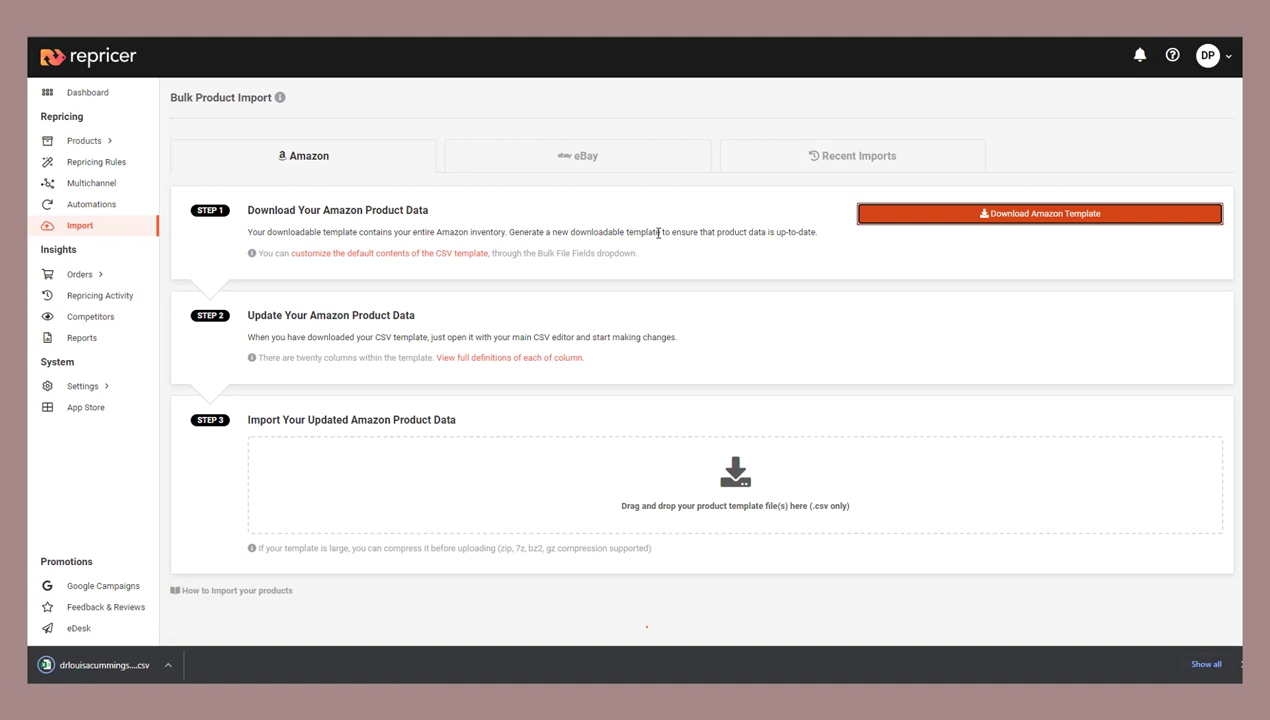 repricer
DP
Dashboard
Repricing
Products
Repricing Rules
Multichannel
Automations
Import
Insights
Orders
Repricing Activity
Competitors
Reports
System
Settings
App Store
Promotions
Google Campaigns
Feedback & Reviews
eDesk
Bulk Product Import
Amazon
ebay eBay
Recent Imports
STEP 1
Download Your Amazon Product Data
Your downloadable template contains your entire Amazon inventory. Generate a new downloadable template to ensure that product data is up-to-date.
You can customize the default contents of the CSV template, through the Bulk File Fields dropdown.
Download Amazon Template
STEP 2
Update Your Amazon Product Data
When you have downloaded your CSV template, just open it with your main CSV editor and start making changes.
There are twenty columns within the template. View full definitions of each of column.
STEP 3
Import Your Updated Amazon Product Data
Drag and drop your product template file(s) here (.csv only)
If your template is large, you can compress it before uploading (zip, 7z, bz2, gz compression supported)
How to Import your products
drlouisacummings....csv
Show all